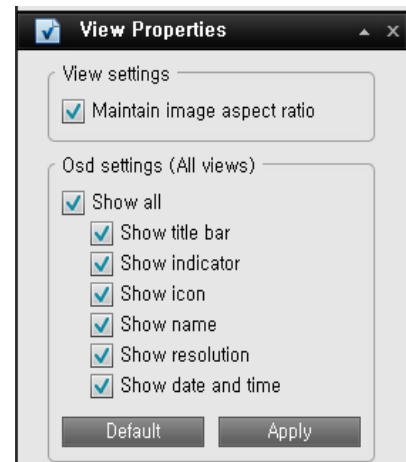 View Properties
View settings
Maintain image aspect ratio
Osd settings (All views)
Show all
Show title bar
Show indicator
Show icon
Show name
Show resolution
Show date and time
Default Apply